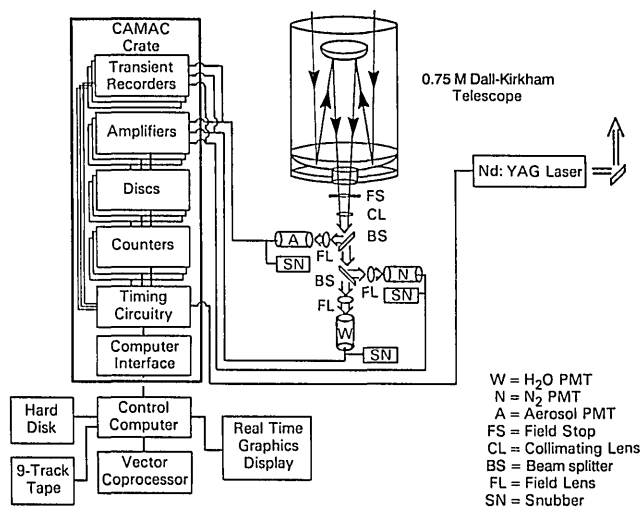 CAMAC
Crate
Transient
Recorders
Amplifiers
Discs
Counters
Timing
Circuitry
Computer
Interface
Hard
Disk
Control
Computer
9-Track
Tape
Vector
Coprocessor
Real Time
Graphics
Display
0.75 M Dall-Kirkham
Telescope
Nd: YAG Laser
FS
CL
BS
A
FL
SN
BS
FL
N
SN
FL
W
SN
W = H2O PMT
N = N2 PMT
A = Aerosol PMT
FS = Field Stop
CL = Collimating Lens
BS = Beam splitter
FL = Field Lens
SN = Snubber